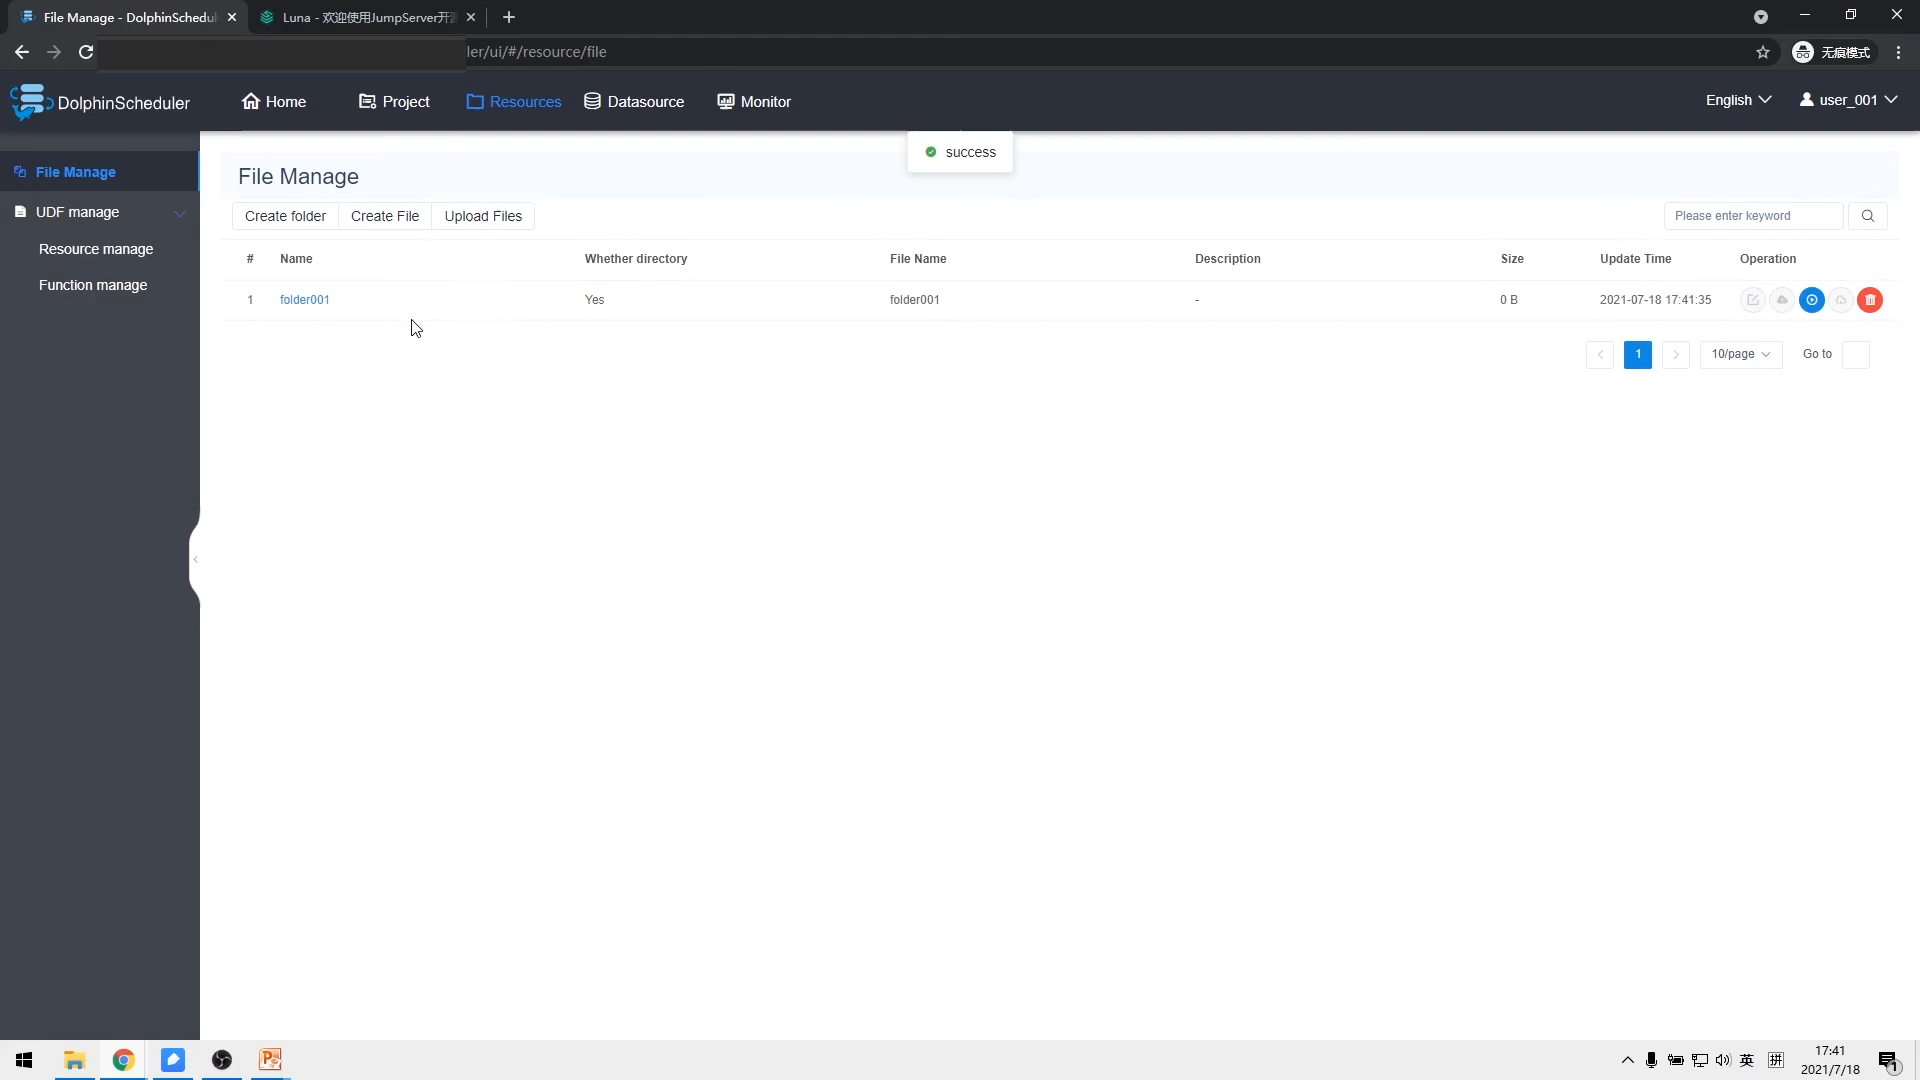 File Manage - DolphinSchedul
Luna - 欢迎使用JumpServer开源
ler/ui/#/resource/file
无痕模式
DolphinScheduler
Home
Project
Resources
Datasource
Monitor
English
user_001
File Manage
UDF manage
Resource manage
Function manage
success
File Manage
Create folder
Create File
Upload Files
Please enter keyword
# Name Whether directory File Name Description Size Update Time Operation
1 folder001 Yes folder001 - 0 B 2021-07-18 17:41:35
1
10/page
Go to
英
拼
17:41
2021/7/18
1